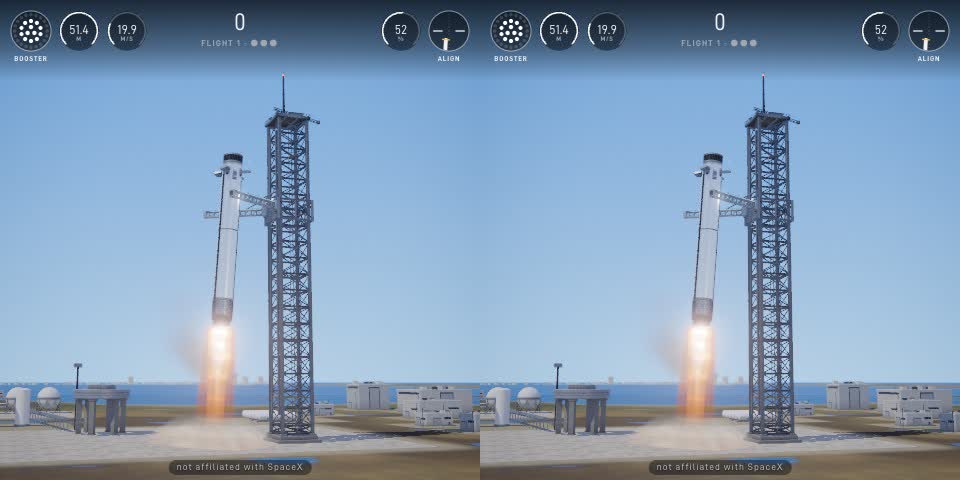 51.4
M
19.9
M/S
0
FLIGHT 1 ·
52
%
BOOSTER
ALIGN
not affiliated with SpaceX
51.4
M
19.9
M/S
0
FLIGHT 1 ·
52
%
BOOSTER
ALIGN
not affiliated with SpaceX